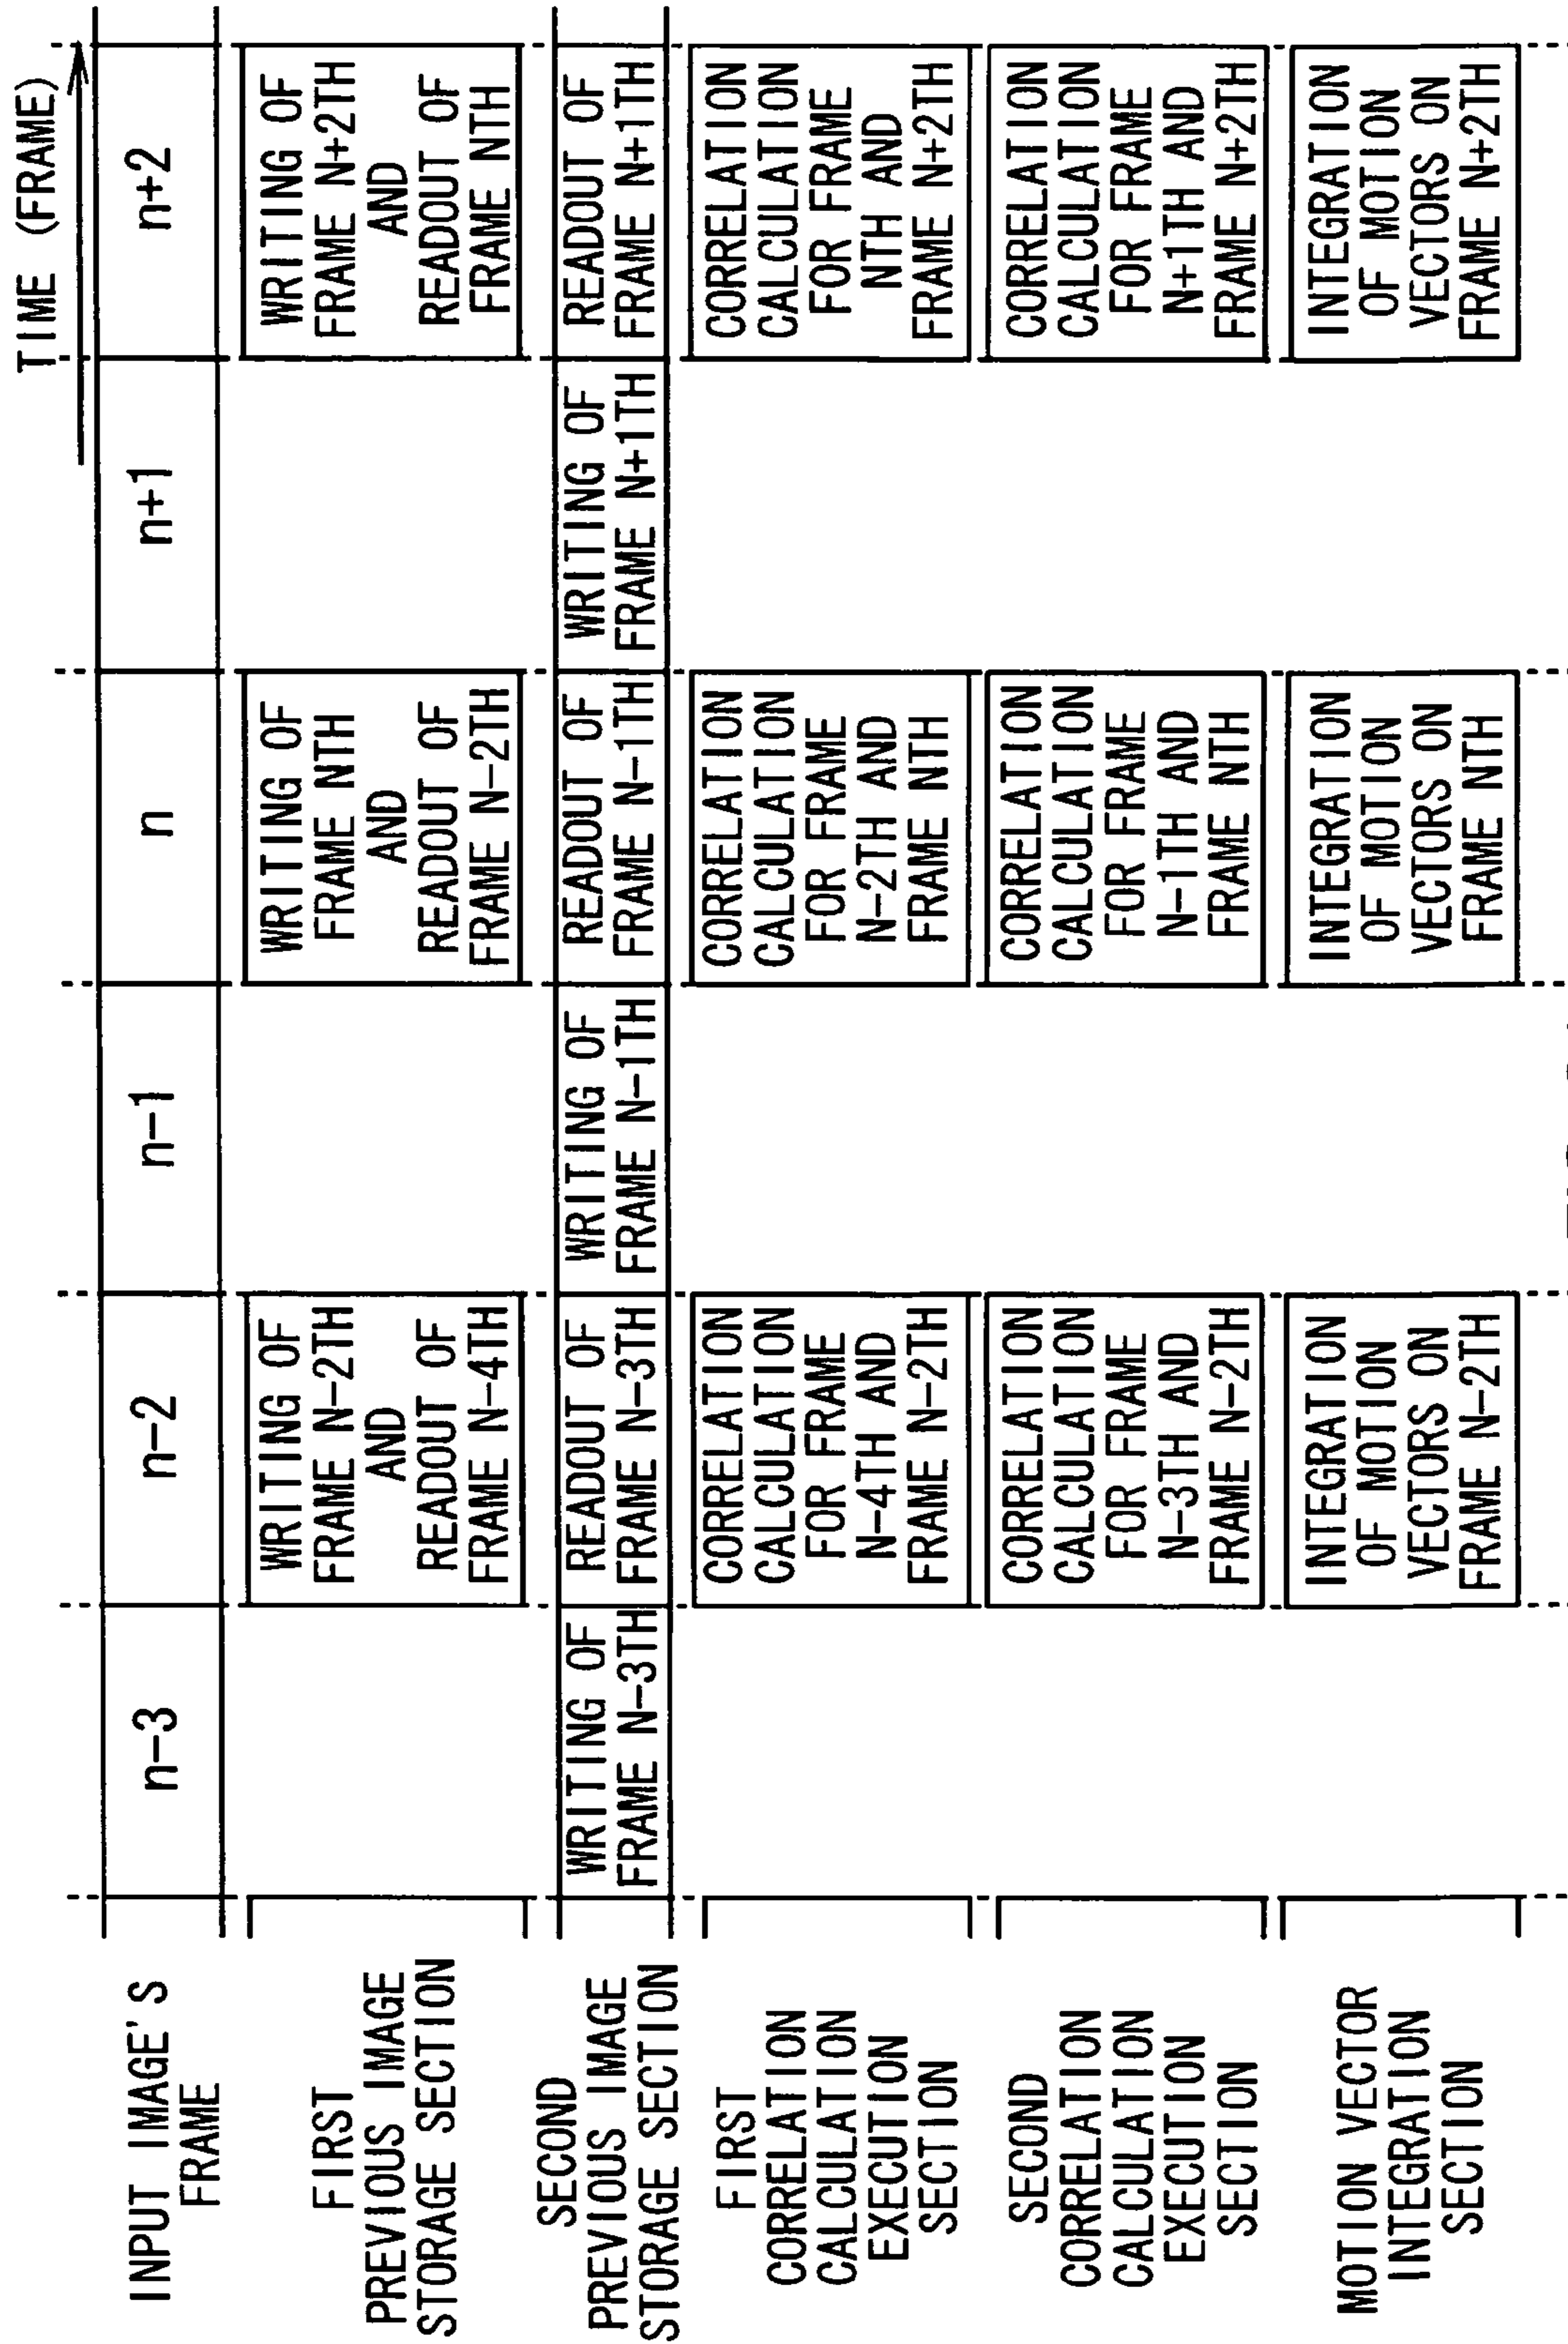 TIME (FRAME)
INPUT IMAGE'S
FRAME
n-3
n-2
n-1
n
n+1
n+2
FIRST
PREVIOUS IMAGE
STORAGE SECTION
WRITING OF
FRAME N-2TH
AND
READOUT OF
FRAME N-4TH
WRITING OF
FRAME NTH
AND
READOUT OF
FRAME N-2TH
WRITING OF
FRAME N+2TH
AND
READOUT OF
FRAME NTH
SECOND
PREVIOUS IMAGE
STORAGE SECTION
WRITING OF
FRAME N-3TH
READOUT OF
FRAME N-3TH
WRITING OF
FRAME N-1TH
READOUT OF
FRAME N-1TH
WRITING OF
FRAME N+1TH
READOUT OF
FRAME N+1TH
FIRST
CORRELATION
CALCULATION
EXECUTION
SECTION
CORRELATION
CALCULATION
FOR FRAME
N-4TH AND
FRAME N-2TH
CORRELATION
CALCULATION
FOR FRAME
N-2TH AND
FRAME NTH
CORRELATION
CALCULATION
FOR FRAME
NTH AND
FRAME N+2TH
SECOND
CORRELATION
CALCULATION
EXECUTION
SECTION
CORRELATION
CALCULATION
FOR FRAME
N-3TH AND
FRAME N-2TH
CORRELATION
CALCULATION
FOR FRAME
N-1TH AND
FRAME NTH
CORRELATION
CALCULATION
FOR FRAME
N+1TH AND
FRAME N+2TH
MOTION VECTOR
INTEGRATION
SECTION
INTEGRATION
OF MOTION
VECTORS ON
FRAME N-2TH
INTEGRATION
OF MOTION
VECTORS ON
FRAME NTH
INTEGRATION
OF MOTION
VECTORS ON
FRAME N+2TH